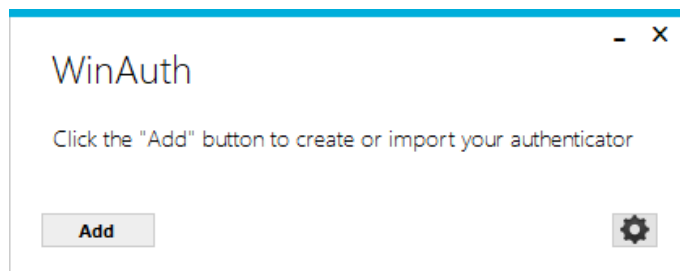 WinAuth
Click the "Add" button to create or import your authenticator
Add